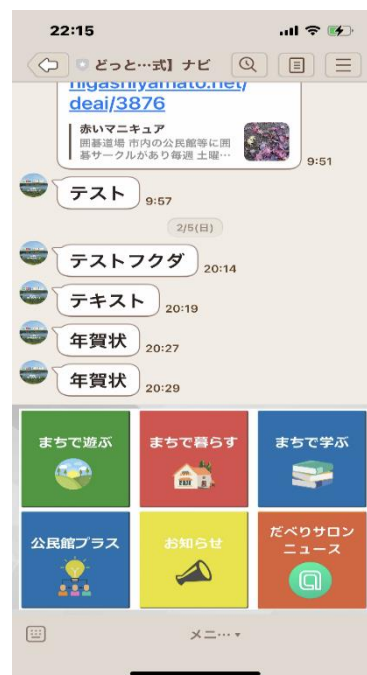 22:15
どっと…式】ナビ
higashiyamato.net/
deai/3876
赤いマニキュア
囲碁道場 市内の公民館等に囲
碁サークルがあり毎週 土曜…
9:51
テスト
9:57
2/5(日)
テストフクダ
20:14
テキスト
20:19
年賀状
20:27
年賀状
20:29
まちで遊ぶ
まちで暮らす
まちで学ぶ
公民館プラス
お知らせ
だべりサロン
ニュース
メニ…▼